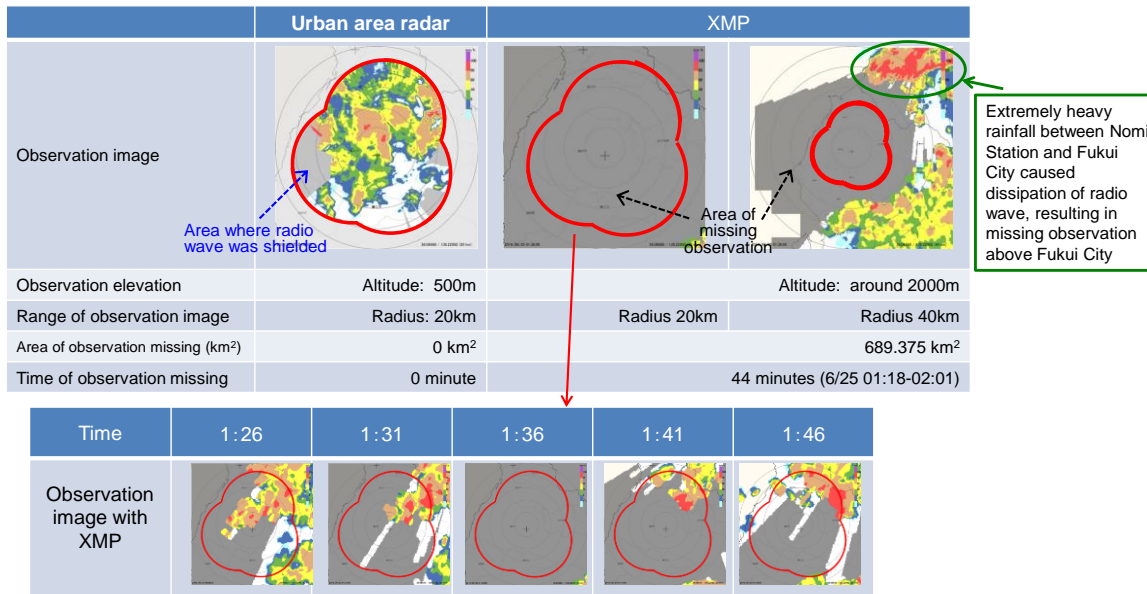 Urban area radar
XMP
Observation image
Area where radio
wave was shielded
Area of
missing
observation
Extremely heavy
rainfall between Nomi
Station and Fukui
City caused
dissipation of radio
wave, resulting in
missing observation
above Fukui City
Observation elevation
Altitude: 500m
Altitude: around 2000m
Range of observation image
Radius: 20km
Radius 20km
Radius 40km
Area of observation missing (km²)
0 km²
689.375 km²
Time of observation missing
0 minute
44 minutes (6/25 01:18-02:01)
Time
1:26
1:31
1:36
1:41
1:46
Observation
image with
XMP